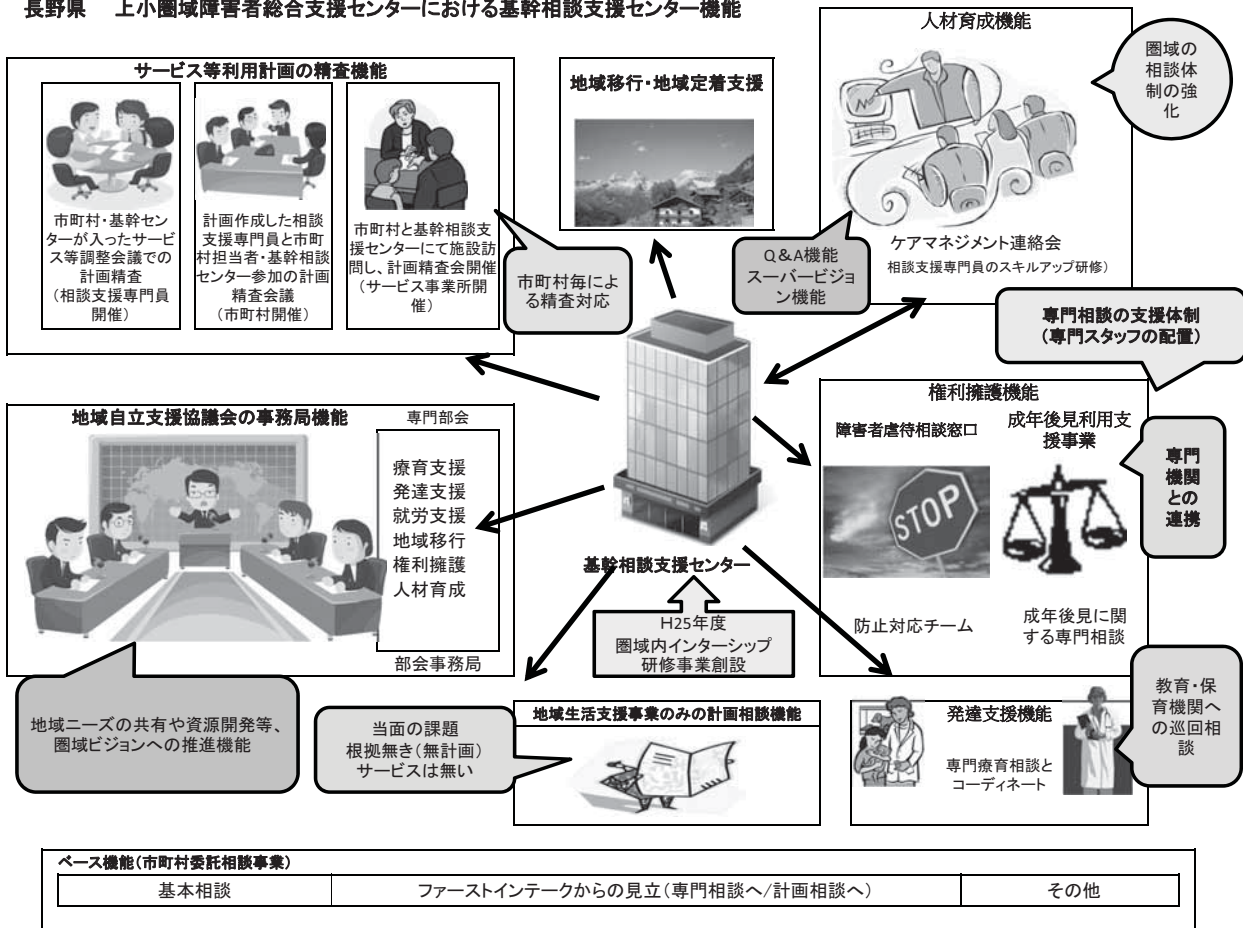 長野県　上小圏域障害者総合支援センターにおける基幹相談支援センター機能
サービス等利用計画の精査機能
市町村・基幹セン
ターが入ったサービ
ス等調整会議での
計画精査
（相談支援専門員
開催）
計画作成した相談
支援専門員と市町
村担当者・基幹相談
センター参加の計画
精査会議
（市町村開催）
市町村と基幹相談支
援センターにて施設訪
問し、計画精査会開催
（サービス事業所開
催）
市町村毎によ
る精査対応
地域移行・地域定着支援
人材育成機能
圏域の
相談体
制の強
化
Ｑ＆Ａ機能
スーバービジョ
ン機能
ケアマネジメント連絡会
相談支援専門員のスキルアップ研修）
専門相談の支援体制
（専門スタッフの配置）
地域自立支援協議会の事務局機能
専門部会
療育支援
発達支援
就労支援
地域移行
権利擁護
人材育成
部会事務局
地域ニーズの共有や資源開発等、
圏域ビジョンへの推進機能
基幹相談支援センター
H25年度
圏域内インターシップ
研修事業創設
権利擁護機能
障害者虐待相談窓口
成年後見利用支
援事業
STOP
防止対応チーム
成年後見に関
する専門相談
専門
機関
との
連携
当面の課題
根拠無き（無計画）
サービスは無い
地域生活支援事業のみの計画相談機能
発達支援機能
専門療育相談と
コーディネート
教育・保
育機関へ
の巡回相
談
ベース機能（市町村委託相談事業）
基本相談
ファーストインテークからの見立（専門相談へ/計画相談へ）
その他